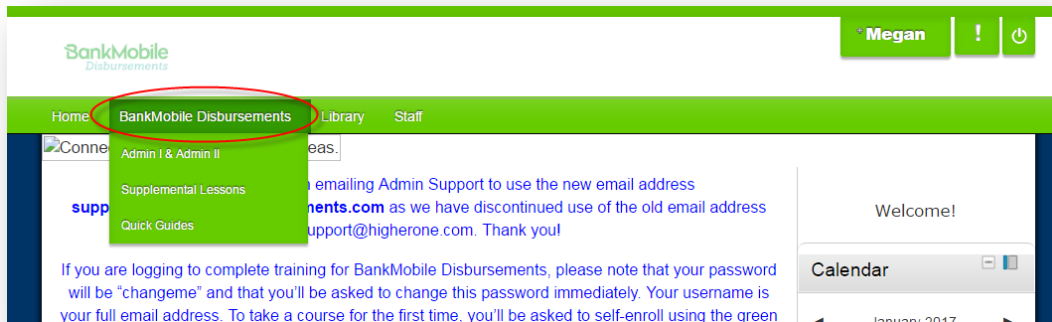 *Megan !
BankMobile
Disbursements
Home BankMobile Disbursements Library Staff
Conne eas.
Admin I & Admin II
emailing Admin Support to use the new email address
Supplemental Lessons
supp ments.com as we have discontinued use of the old email address
Welcome!
Quick Guides
upport@higherone.com. Thank you!
If you are logging to complete training for BankMobile Disbursements, please note that your password
Calendar
will be “changeme” and that you’ll be asked to change this password immediately. Your username is
your full email address. To take a course for the first time, you’ll be asked to self-enroll using the green
January 2017